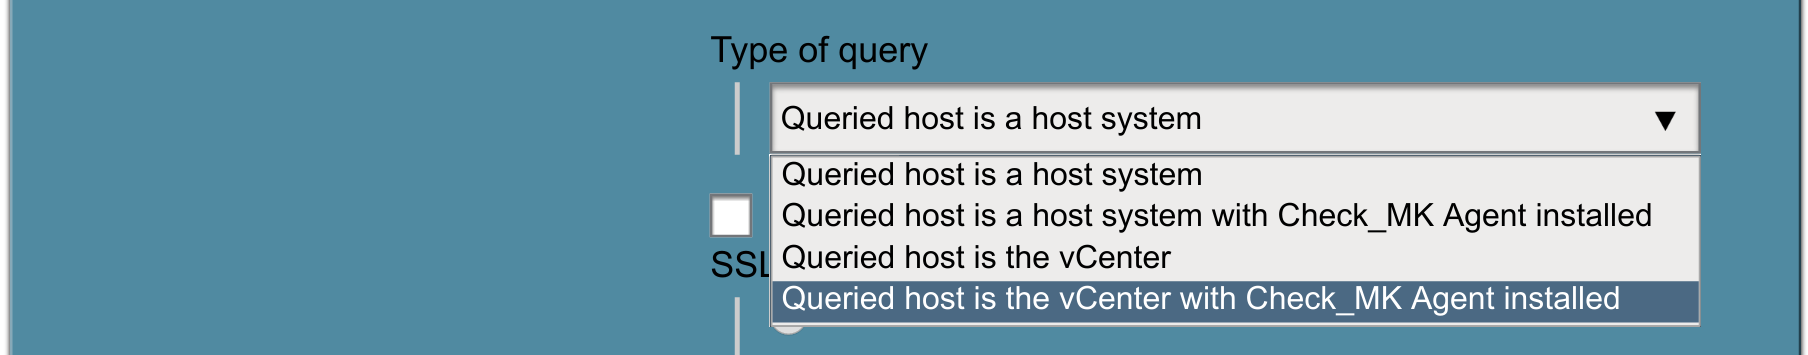 Type of query
Queried host is a host system
Queried host is a host system
Queried host is a host system with Check_MK Agent installed
Queried host is the vCenter
SSL
Queried host is the vCenter with Check_MK Agent installed